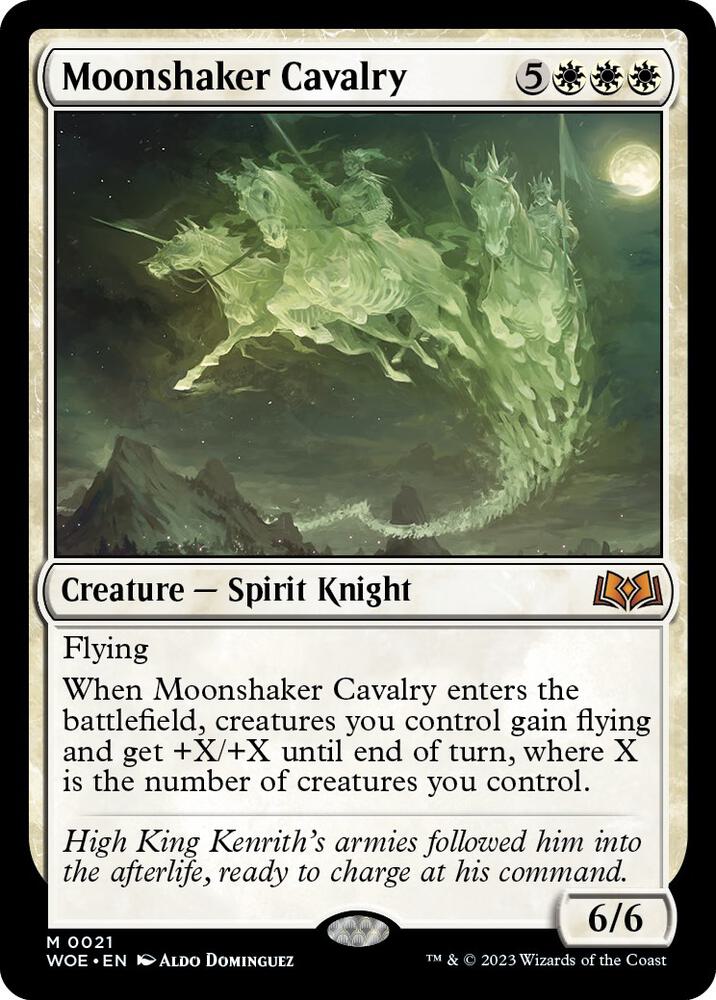 Moonshaker Cavalry 5
Creature — Spirit Knight
Flying
When Moonshaker Cavalry enters the
battlefield, creatures you control gain flying
and get +X/+X until end of turn, where X
is the number of creatures you control.
High King Kenrith's armies followed him into
the afterlife, ready to charge at his command.
6/6
M 0021
WOE • EN Aldo Dominguez
™ & © 2023 Wizards of the Coast